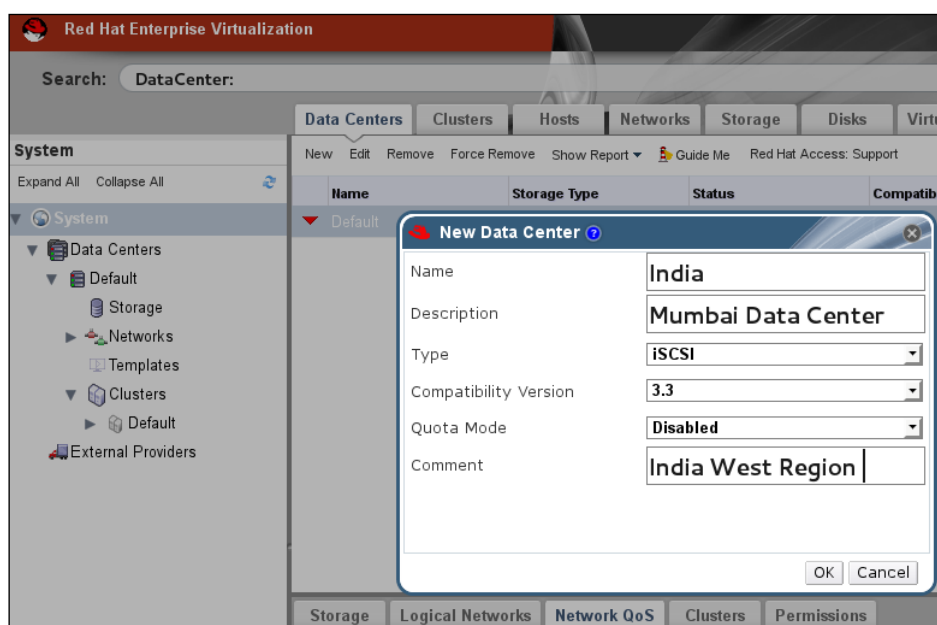 Red Hat Enterprise Virtualization
Search: DataCenter:
Data Centers Clusters Hosts Networks Storage Disks Virt
System
New Edit Remove Force Remove Show Report Guide Me Red Hat Access: Support
Expand All Collapse All
Name Storage Type Status Compatib
System
Default
Data Centers
Default
Storage
Networks
Templates
Clusters
Default
External Providers
New Data Center ?
Name India
Description Mumbai Data Center
Type iSCSI
Compatibility Version 3.3
Quota Mode Disabled
Comment India West Region
OK Cancel
Storage Logical Networks Network QoS Clusters Permissions